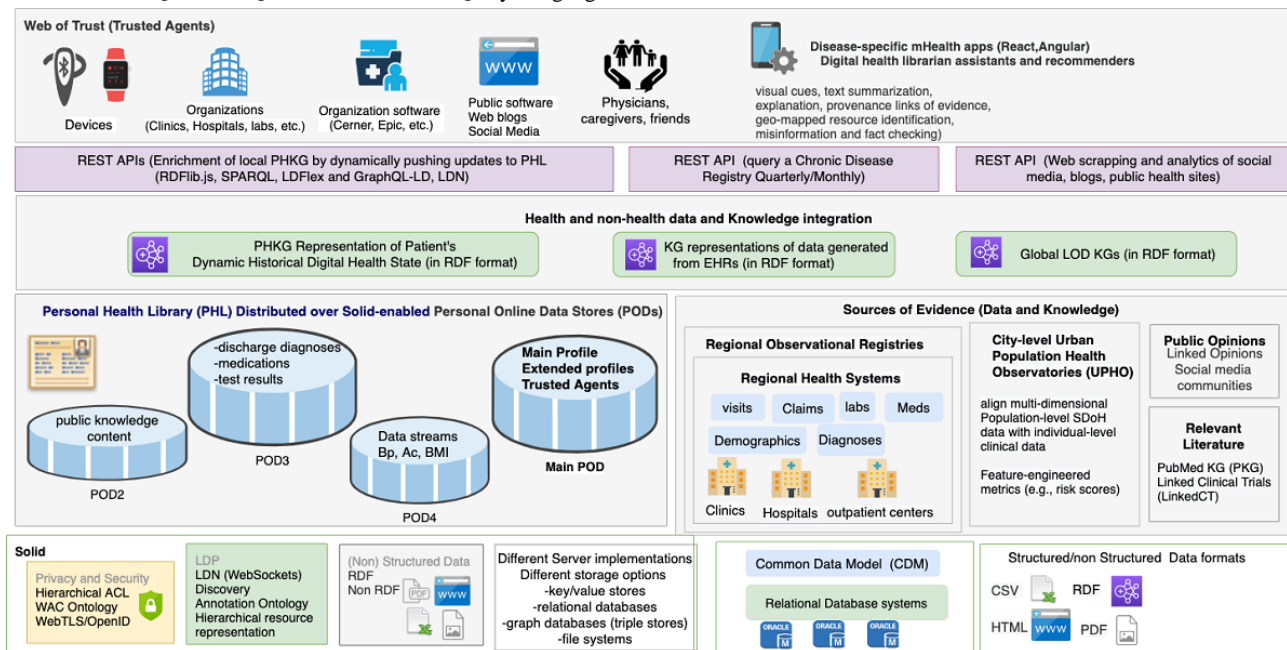 Web of Trust (Trusted Agents)
Devices
Organizations
(Clinics, Hospitals, labs, etc.)
Organization software
(Cerner, Epic, etc.)
WWW
Public software
Web blogs
Social Media
Physicians,
caregivers, friends
Disease-specific mHealth apps (React,Angular)
Digital health librarian assistants and recommenders
visual cues, text summarization,
explanation, provenance links of evidence,
geo-mapped resource identification,
misinformation and fact checking)
REST APIs (Enrichment of local PHKG by dynamically pushing updates to PHL
(RDFlib.js, SPARQL, LDFlex and GraphQL-LD, LDN)
REST API (query a Chronic Disease
Registry Quarterly/Monthly)
REST API (Web scrapping and analytics of social
media, blogs, public health sites)
Health and non-health data and Knowledge integration
PHKG Representation of Patient's
Dynamic Historical Digital Health State (in RDF format)
KG representations of data generated
from EHRs (in RDF format)
Global LOD KGs (in RDF format)
Personal Health Library (PHL) Distributed over Solid-enabled Personal Online Data Stores (PODs)
public knowledge
content
POD2
-discharge diagnoses
-medications
-test results
POD3
Data streams
Bp, Ac, BMI
POD4
Main Profile
Extended profiles
Trusted Agents
Main POD
Sources of Evidence (Data and Knowledge)
Regional Observational Registries
Regional Health Systems
visits
Claims
labs
Meds
Demographics
Diagnoses
Clinics
Hospitals
outpatient centers
City-level Urban
Population Health
Observatories (UPHO)
align multi-dimensional
Population-level SDoH
data with individual-level
clinical data
Feature-engineered
metrics (e.g., risk scores)
Public Opinions
Linked Opinions
Social media
communities
Relevant
Literature
PubMed KG (PKG)
Linked Clinical Trials
(LinkedCT)
Solid
Privacy and Security
Hierarchical ACL
WAC Ontology
WebTLS/OpenID
LDP
LDN (WebSockets)
Discovery
Annotation Ontology
Hierarchical resource
representation
(Non) Structured Data
RDF
Non RDF
PDF
WWW
Different Server implementations
Different storage options
-key/value stores
-relational databases
-graph databases (triple stores)
-file systems
Common Data Model (CDM)
Relational Database systems
ORACLE
M
ORACLE
M
ORACLE
M
Structured/non Structured Data formats
CSV
RDF
HTML
WWW
PDF